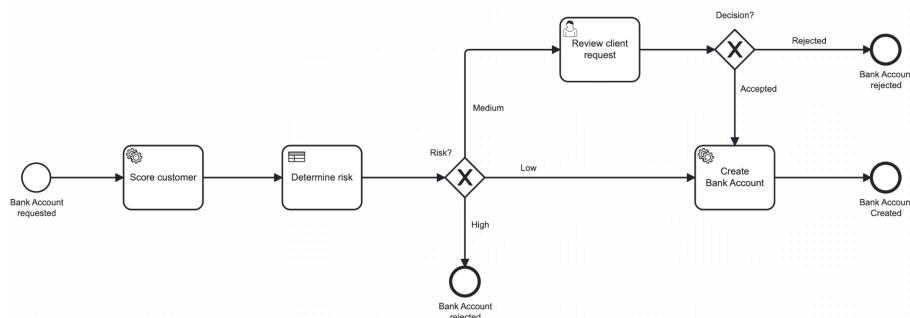 Decision?
Review client
request
Rejected
Bank Accoun
rejected
Accepted
Medium
Risk?
Score customer
Determine risk
Low
Create
Bank Account
Bank Account
requested
Bank Accoun
Created
High
Bank Account
rejected